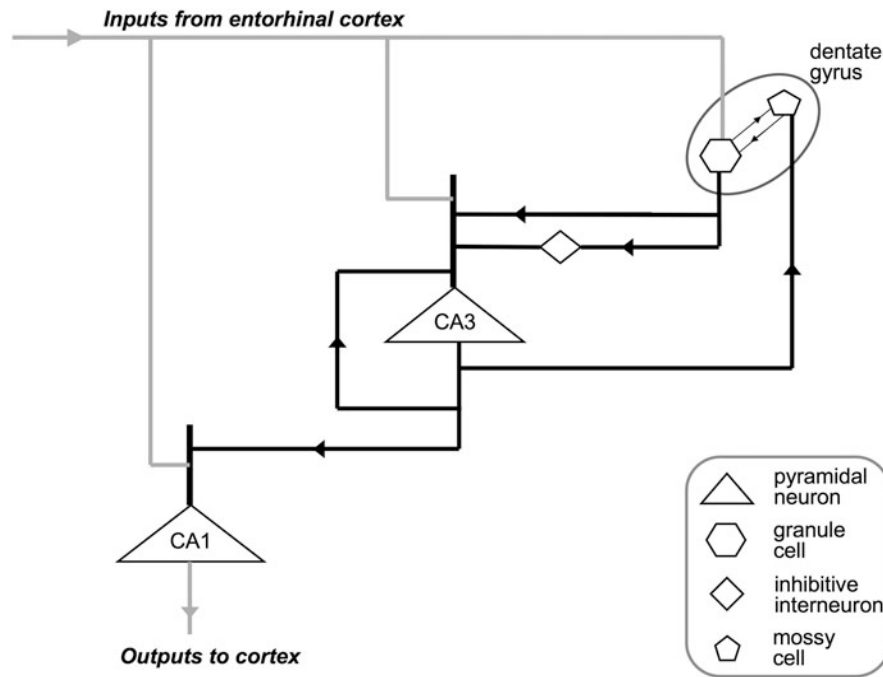 Inputs from entorhinal cortex
dentate
gyrus
CA3
CA1
Outputs to cortex
pyramidal
neuron
granule
cell
inhibitive
interneuron
mossy
cell